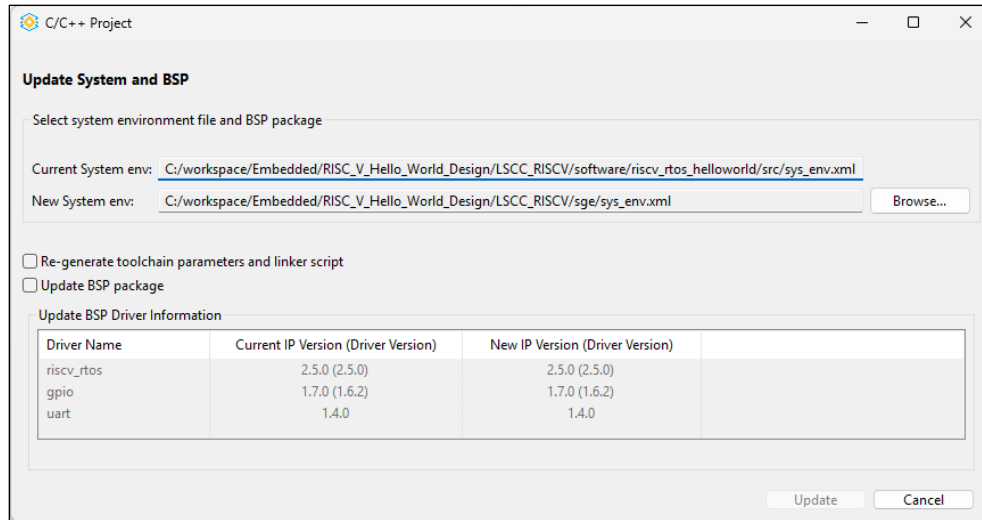 C/C++ Project
Update System and BSP
Select system environment file and BSP package
Current System env: C:/workspace/Embedded/RISC_V_Hello_World_Design/LSCC_RISCV/software/riscv_rtos_helloworld/src/sys_env.xml
New System env: C:/workspace/Embedded/RISC_V_Hello_World_Design/LSCC_RISCV/sge/sys_env.xml Browse...
Re-generate toolchain parameters and linker script
Update BSP package
Update BSP Driver Information
Driver Name Current IP Version (Driver Version) New IP Version (Driver Version)
riscv_rtos 2.5.0 (2.5.0) 2.5.0 (2.5.0)
gpio 1.7.0 (1.6.2) 1.7.0 (1.6.2)
uart 1.4.0 1.4.0
Update Cancel